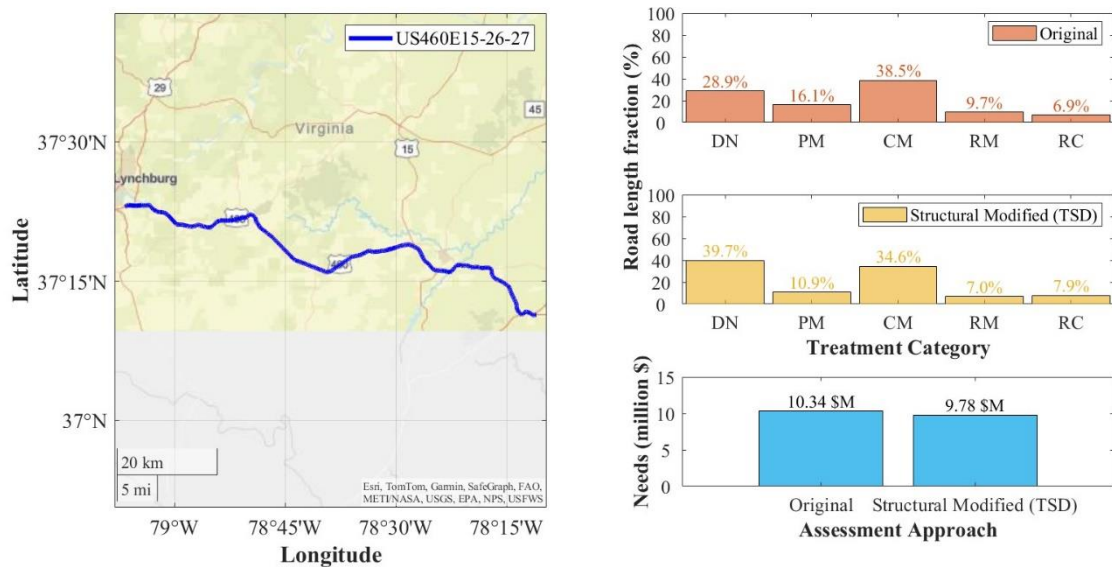 US460E15-26-27
29
45
Virginia
15
Lynchburg
460
460
37°30'N
37°15'N
37°N
Latitude
20 km
5 mi
Esri, TomTom, Garmin, SafeGraph, FAO,
METI/NASA, USGS, EPA, NPS, USFWS
79°W 78°45'W 78°30'W 78°15'W
Longitude
Road length fraction (%)
100
80
60
40
20
0
Original
28.9% 16.1% 38.5% 9.7% 6.9%
DN PM CM RM RC
100
80
60
40
20
0
Structural Modified (TSD)
39.7% 10.9% 34.6% 7.0% 7.9%
DN PM CM RM RC
Treatment Category
Needs (million $)
15
10
5
0
10.34 $M 9.78 $M
Original Structural Modified (TSD)
Assessment Approach